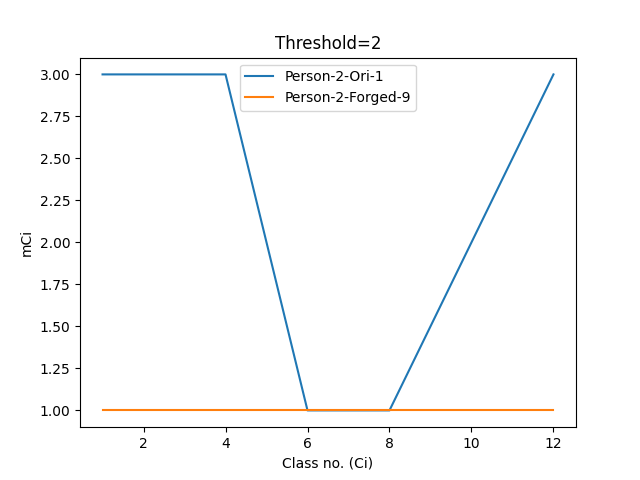 Threshold=2
Person-2-Ori-1
Person-2-Forged-9
3.00
2.75
2.50
2.25
2.00
1.75
1.50
1.25
1.00
mCi
2 4 6 8 10 12
Class no. (Ci)